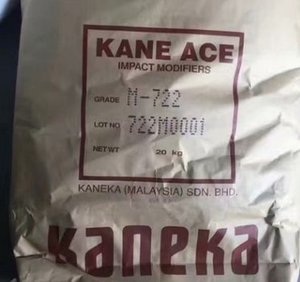 KANE ACE
IMPACT MODIFIERS
GRADE M-722
LOT NO 722M0001
NET WT 20 kg
KANEKA (MALAYSIA) SDN. BHD.
kaneka